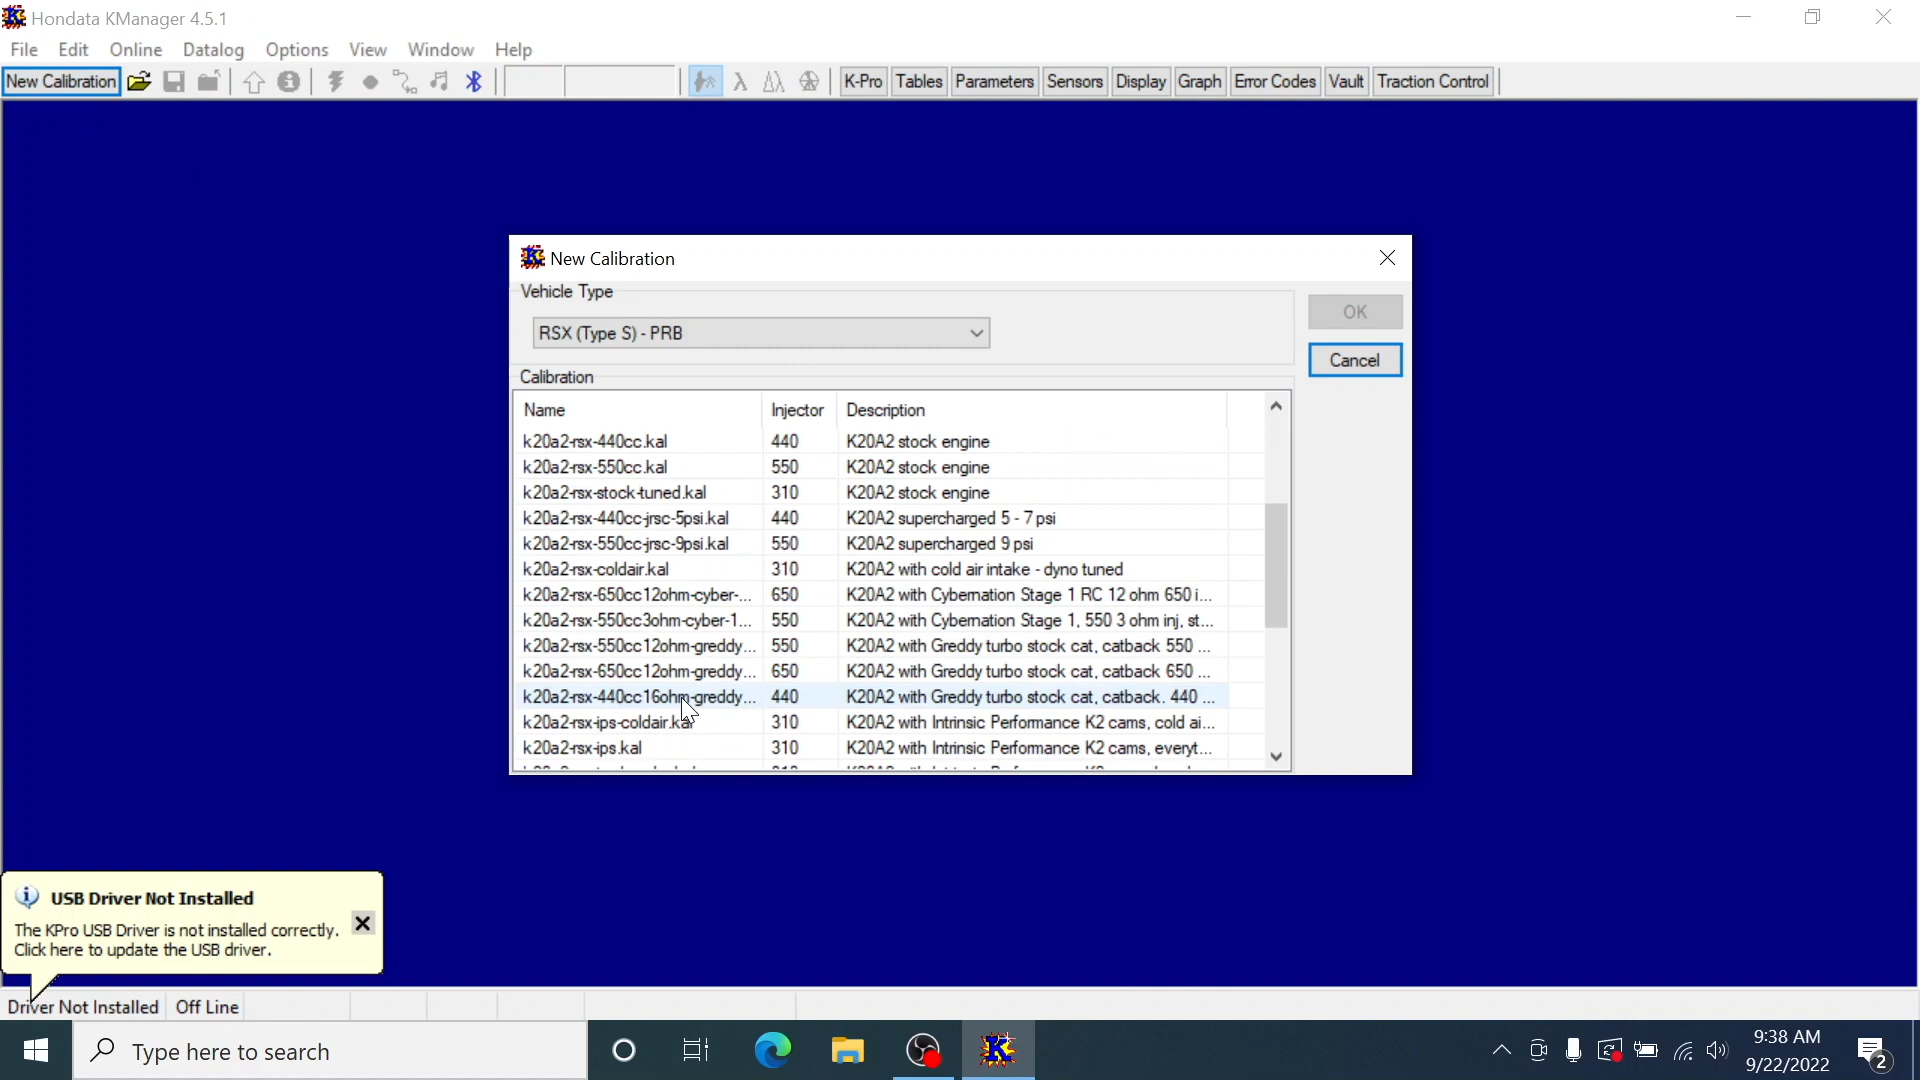 Hondata KManager 4.5.1
File Edit Online Datalog Options View Window Help
New Calibration K-Pro Tables Parameters Sensors Display Graph Error Codes Vault Traction Control
New Calibration
Vehicle Type
RSX (Type S) - PRB
OK
Cancel
Calibration
Name Injector Description
k20a2-rsx-440cc.kal 440 K20A2 stock engine
k20a2-rsx-550cc.kal 550 K20A2 stock engine
k20a2-rsx-stock-tuned.kal 310 K20A2 stock engine
k20a2-rsx-440cc-jrsc-5psi.kal 440 K20A2 supercharged 5 - 7 psi
k20a2-rsx-550cc-jrsc-9psi.kal 550 K20A2 supercharged 9 psi
k20a2-rsx-coldair.kal 310 K20A2 with cold air intake - dyno tuned
k20a2-rsx-650cc12ohm-cyber-... 650 K20A2 with Cybernation Stage 1 RC 12 ohm 650 i...
k20a2-rsx-550cc3ohm-cyber-1... 550 K20A2 with Cybernation Stage 1, 550 3 ohm inj, st...
k20a2-rsx-550cc12ohm-greddy... 550 K20A2 with Greddy turbo stock cat, catback 550 ...
k20a2-rsx-650cc12ohm-greddy... 650 K20A2 with Greddy turbo stock cat, catback 650 ...
k20a2-rsx-440cc16ohm-greddy... 440 K20A2 with Greddy turbo stock cat, catback. 440 ...
k20a2-rsx-ips-coldair.kal 310 K20A2 with Intrinsic Performance K2 cams, cold ai...
k20a2-rsx-ips.kal 310 K20A2 with Intrinsic Performance K2 cams, everyt...
USB Driver Not Installed
The KPro USB Driver is not installed correctly.
Click here to update the USB driver.
Driver Not Installed Off Line
Type here to search
9:38 AM
9/22/2022
2